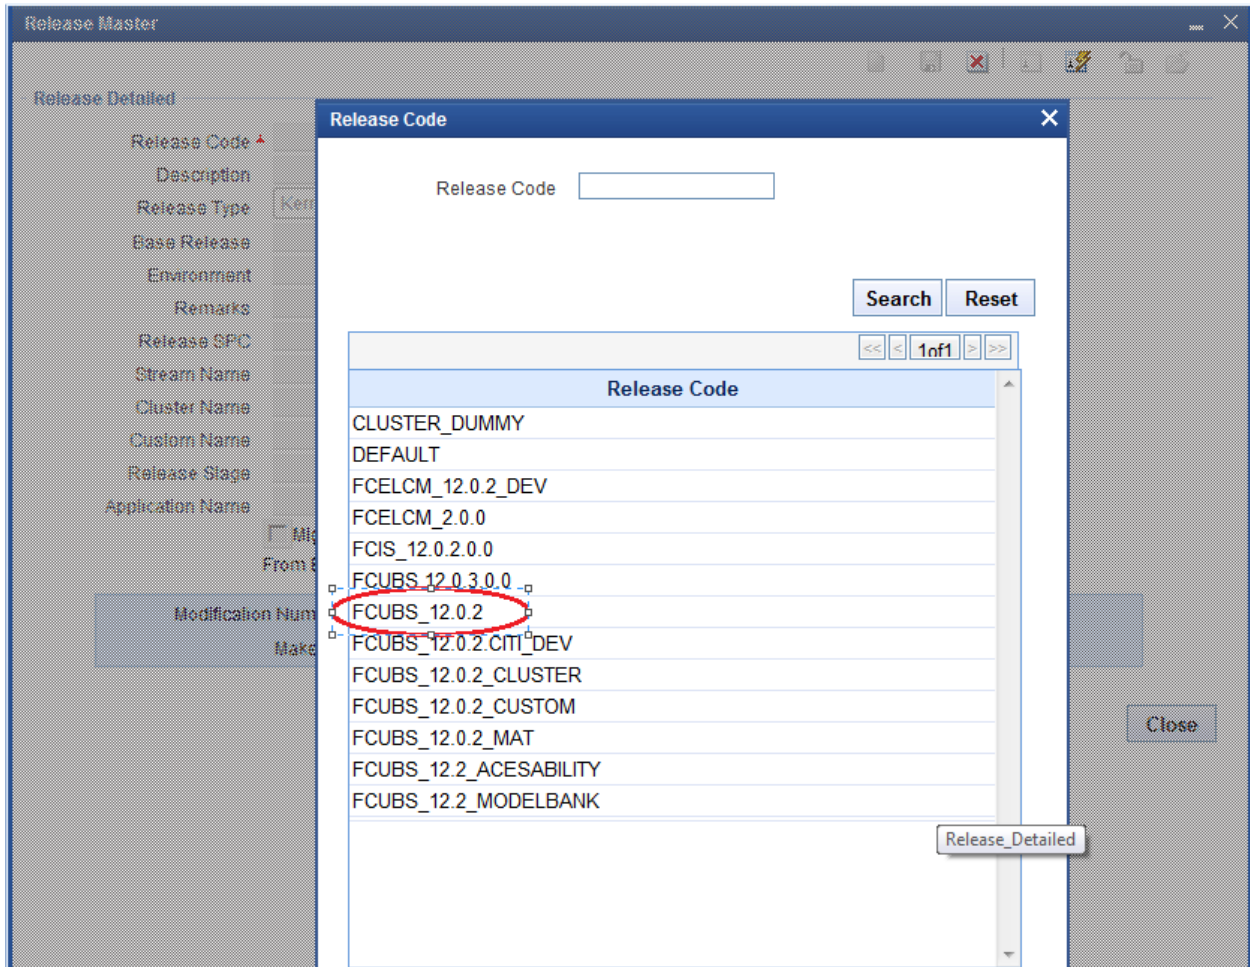 Release Master
Release Detailed
Release Code
Description
Release Type
Kern
Base Release
Environment
Remarks
Release SPC
Stream Name
Cluster Name
Custom Name
Release Stage
Application Name
Mig
From E
Modification Num
Make
Close
Release Code
Release Code
Search Reset
<< < 1of1 > >>
Release Code
CLUSTER_DUMMY
DEFAULT
FCELCM_12.0.2_DEV
FCELCM_2.0.0
FCIS_12.0.2.0.0
FCUBS_12.0.3.0.0
FCUBS_12.0.2
FCUBS_12.0.2.CITI_DEV
FCUBS_12.0.2_CLUSTER
FCUBS_12.0.2_CUSTOM
FCUBS_12.0.2_MAT
FCUBS_12.2_ACESABILITY
FCUBS_12.2_MODELBANK
Release_Detailed